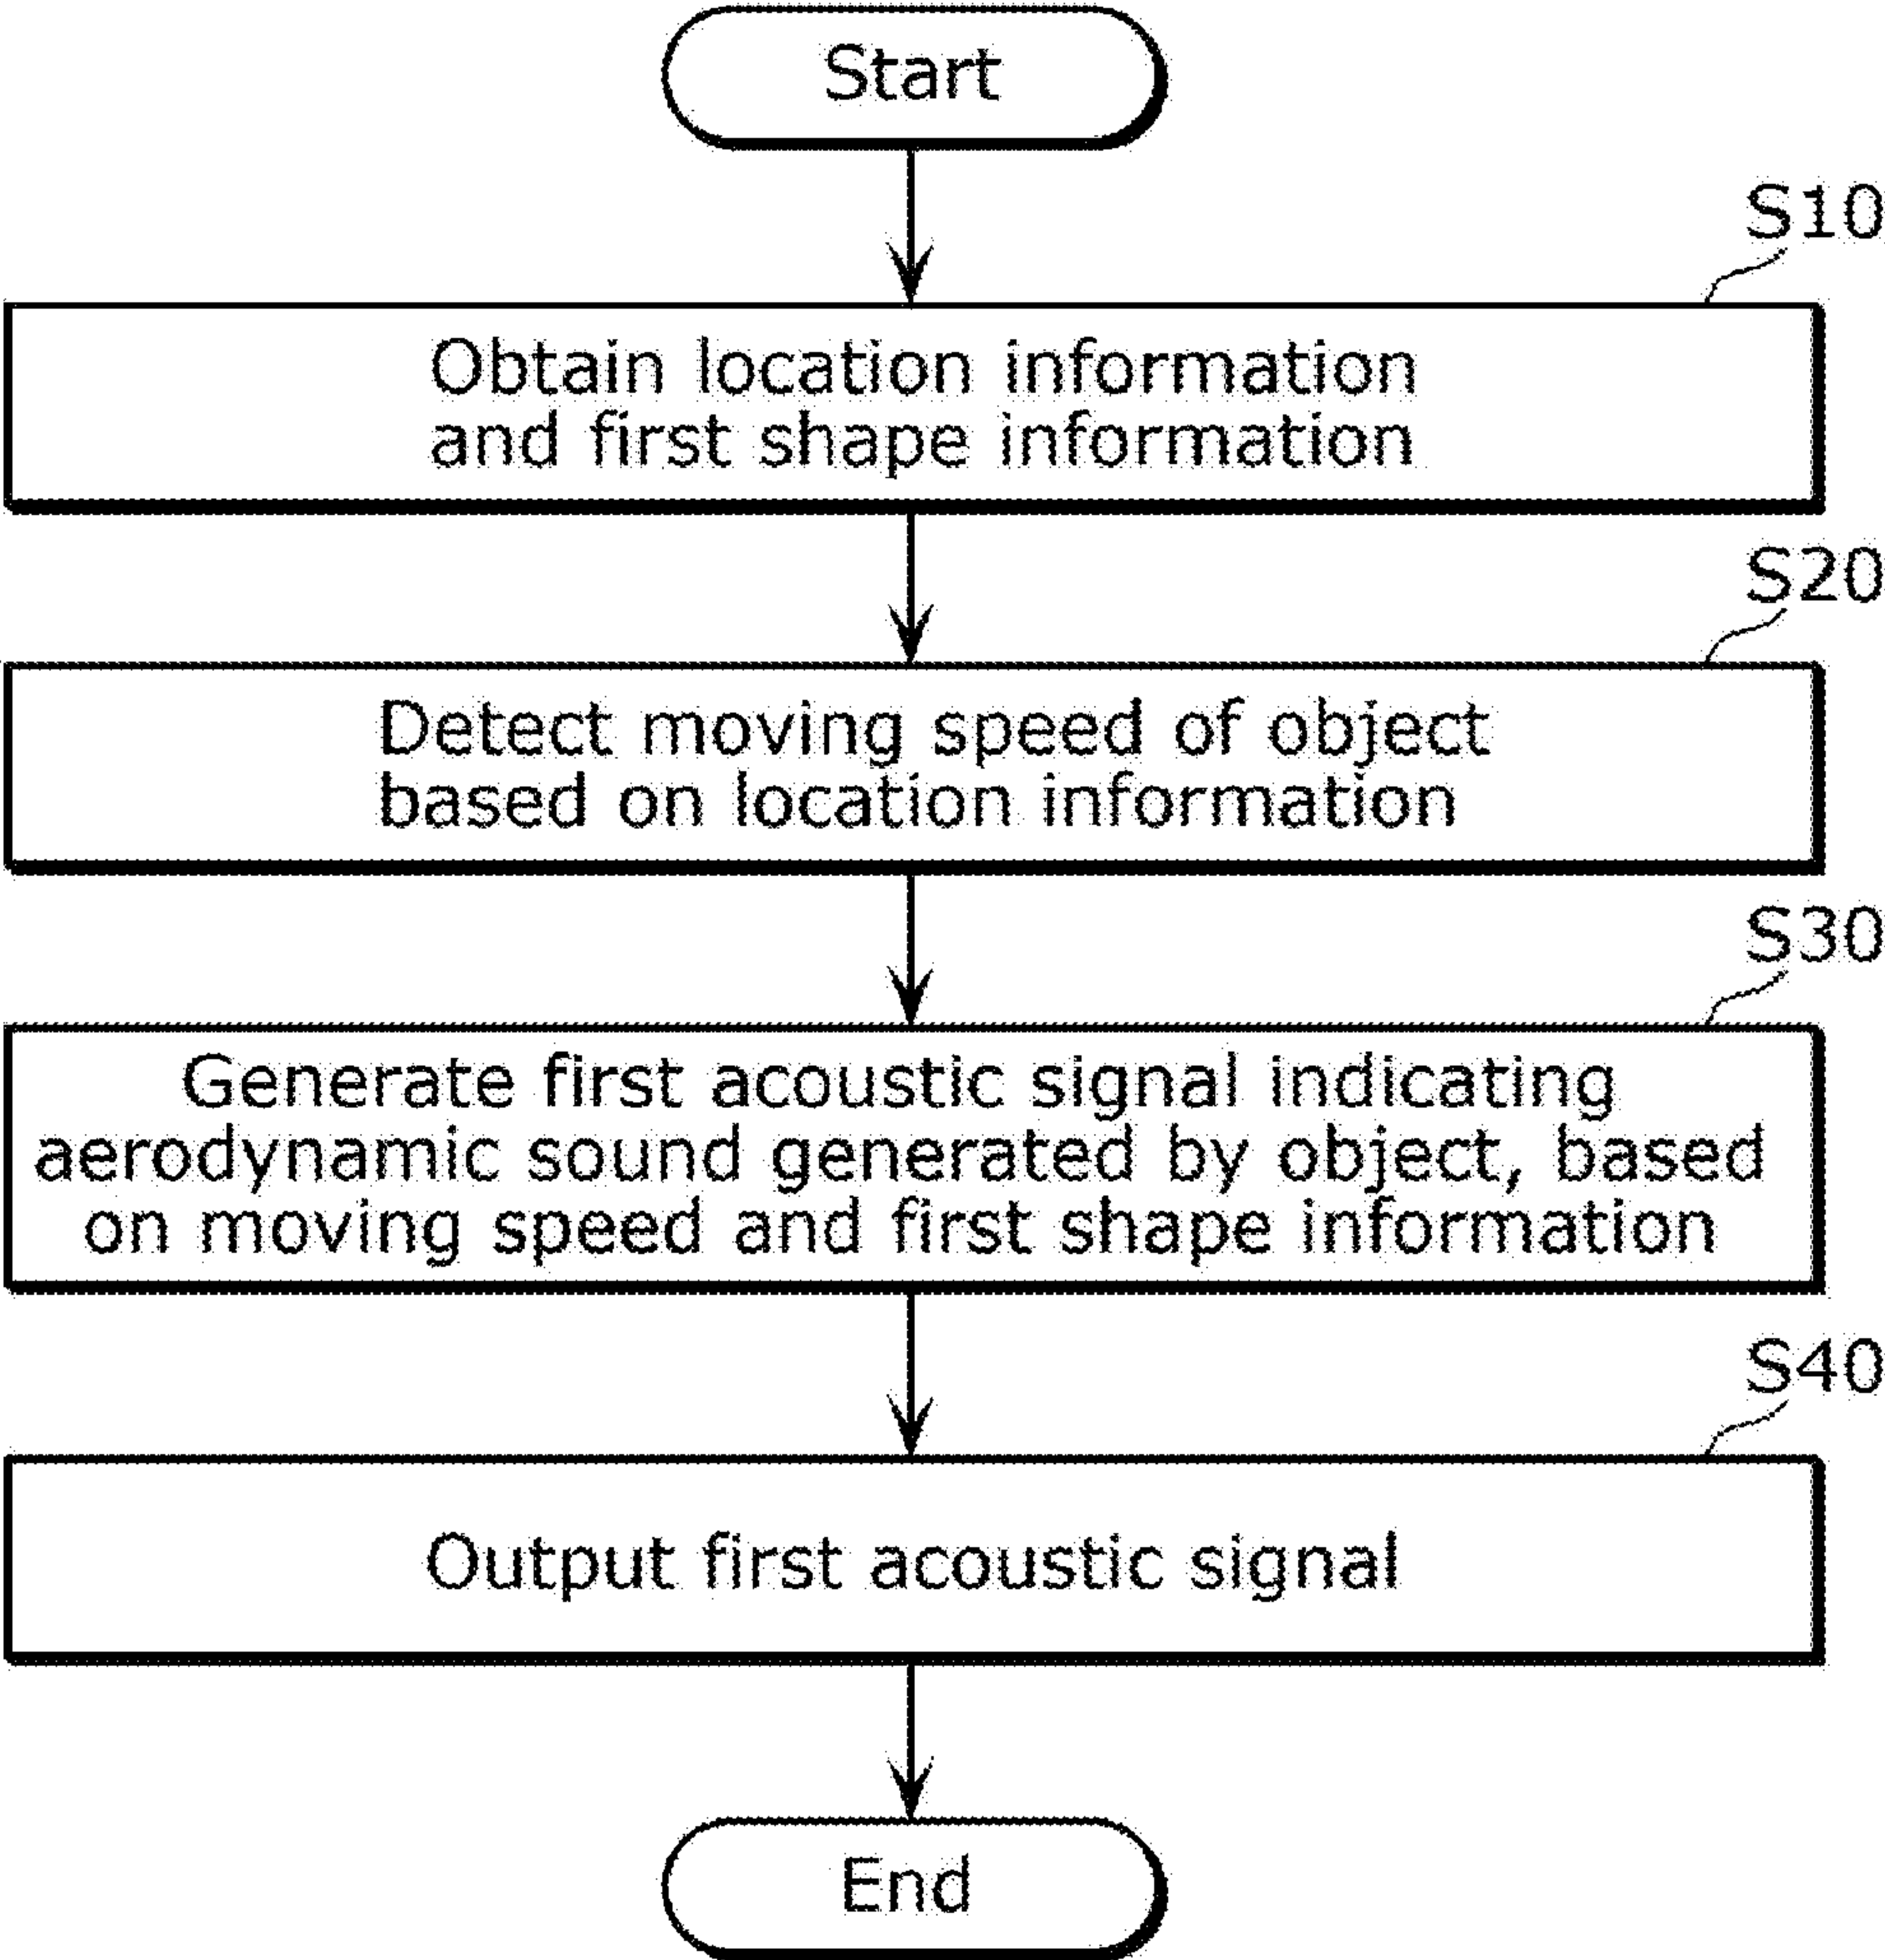 Start
S10
Obtain location information
and first shape information
S20
Detect moving speed of object
based on location information
S30
Generate first acoustic signal indicating
aerodynamic sound generated by object, based
on moving speed and first shape information
S40
Output first acoustic signal
End